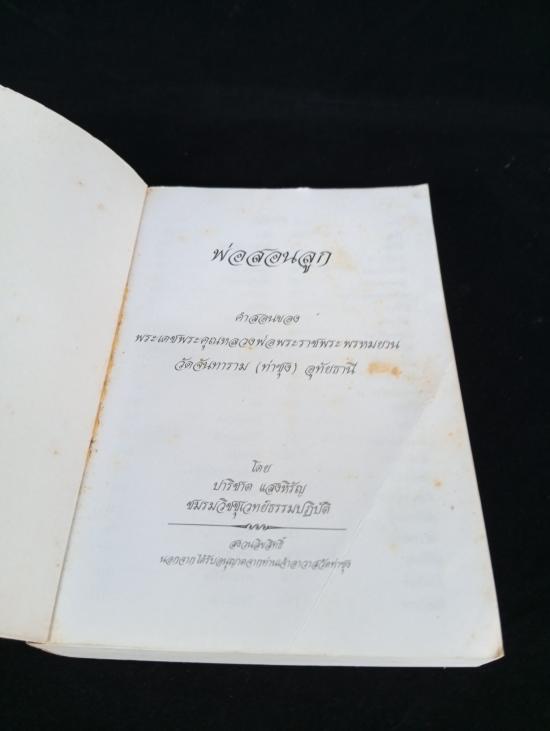 พ่อสอนลูก
คำสอนของ
พระเดชพระคุณหลวงพ่อพระราชพระพรหมยาน
วัดจันทาราม (ท่าซุง) อุทัยธานี
โดย
ปาริชาต แสงหิรัญ
ชมรมวิชชุเวทย์ธรรมปฏิบัติ
สงวนลิขสิทธิ์
นอกจากได้รับอนุญาตจากท่านเจ้าอาวาสวัดท่าซุง